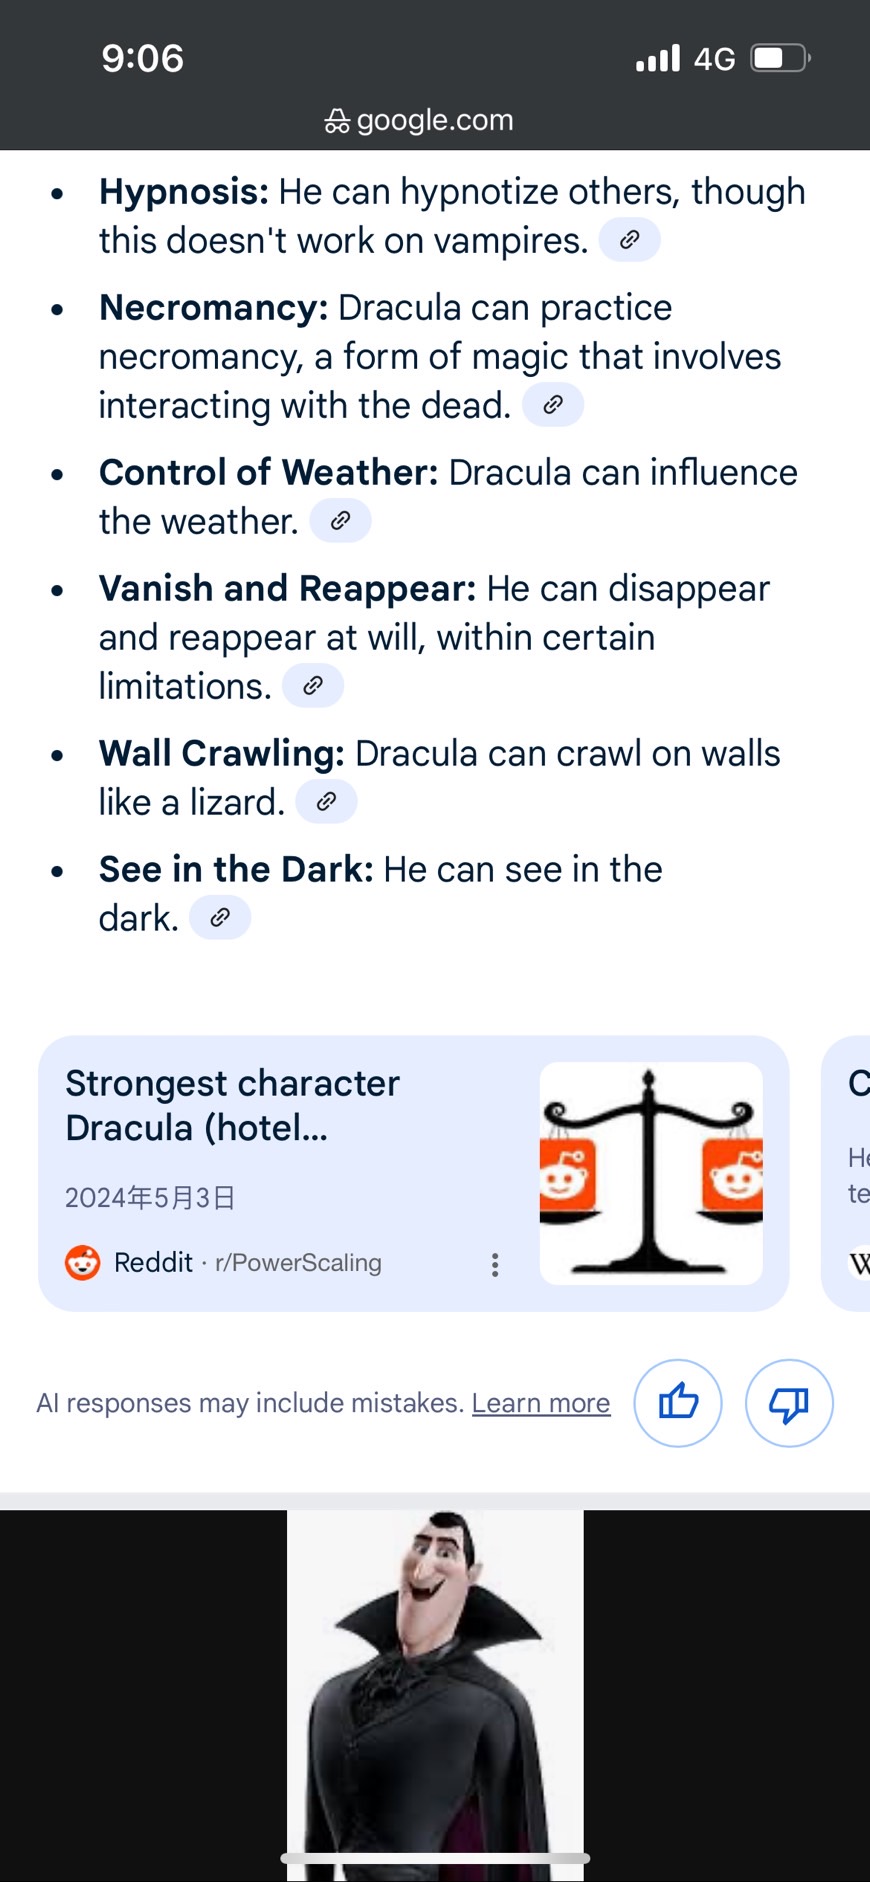 9:06
4G
google.com
• Hypnosis: He can hypnotize others, though
this doesn't work on vampires.
• Necromancy: Dracula can practice
necromancy, a form of magic that involves
interacting with the dead.
• Control of Weather: Dracula can influence
the weather.
• Vanish and Reappear: He can disappear
and reappear at will, within certain
limitations.
• Wall Crawling: Dracula can crawl on walls
like a lizard.
• See in the Dark: He can see in the
dark.
Strongest character
Dracula (hotel...
2024年5月3日
Reddit · r/PowerScaling
AI responses may include mistakes. Learn more